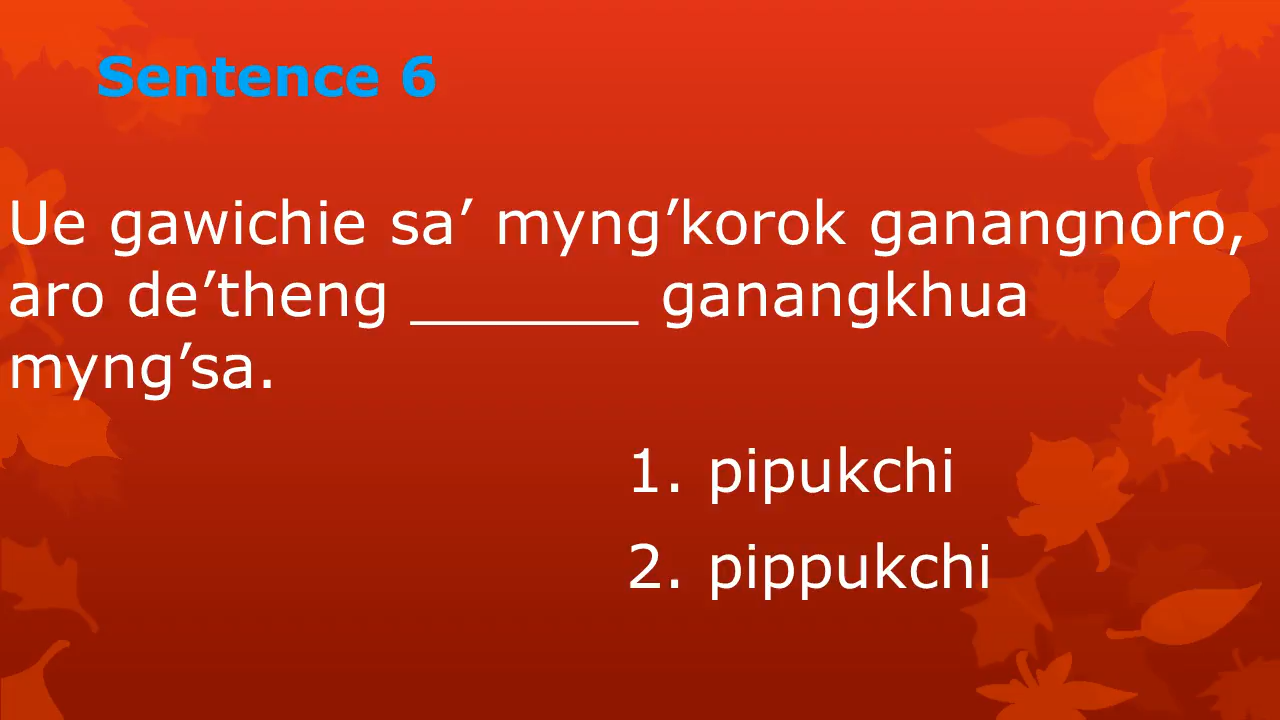 Sentence 6
Ue gawichie sa’ myng’korok ganangnoro,
aro de’theng ______ ganangkhua
myng’sa.
1. pipukchi
2. pippukchi